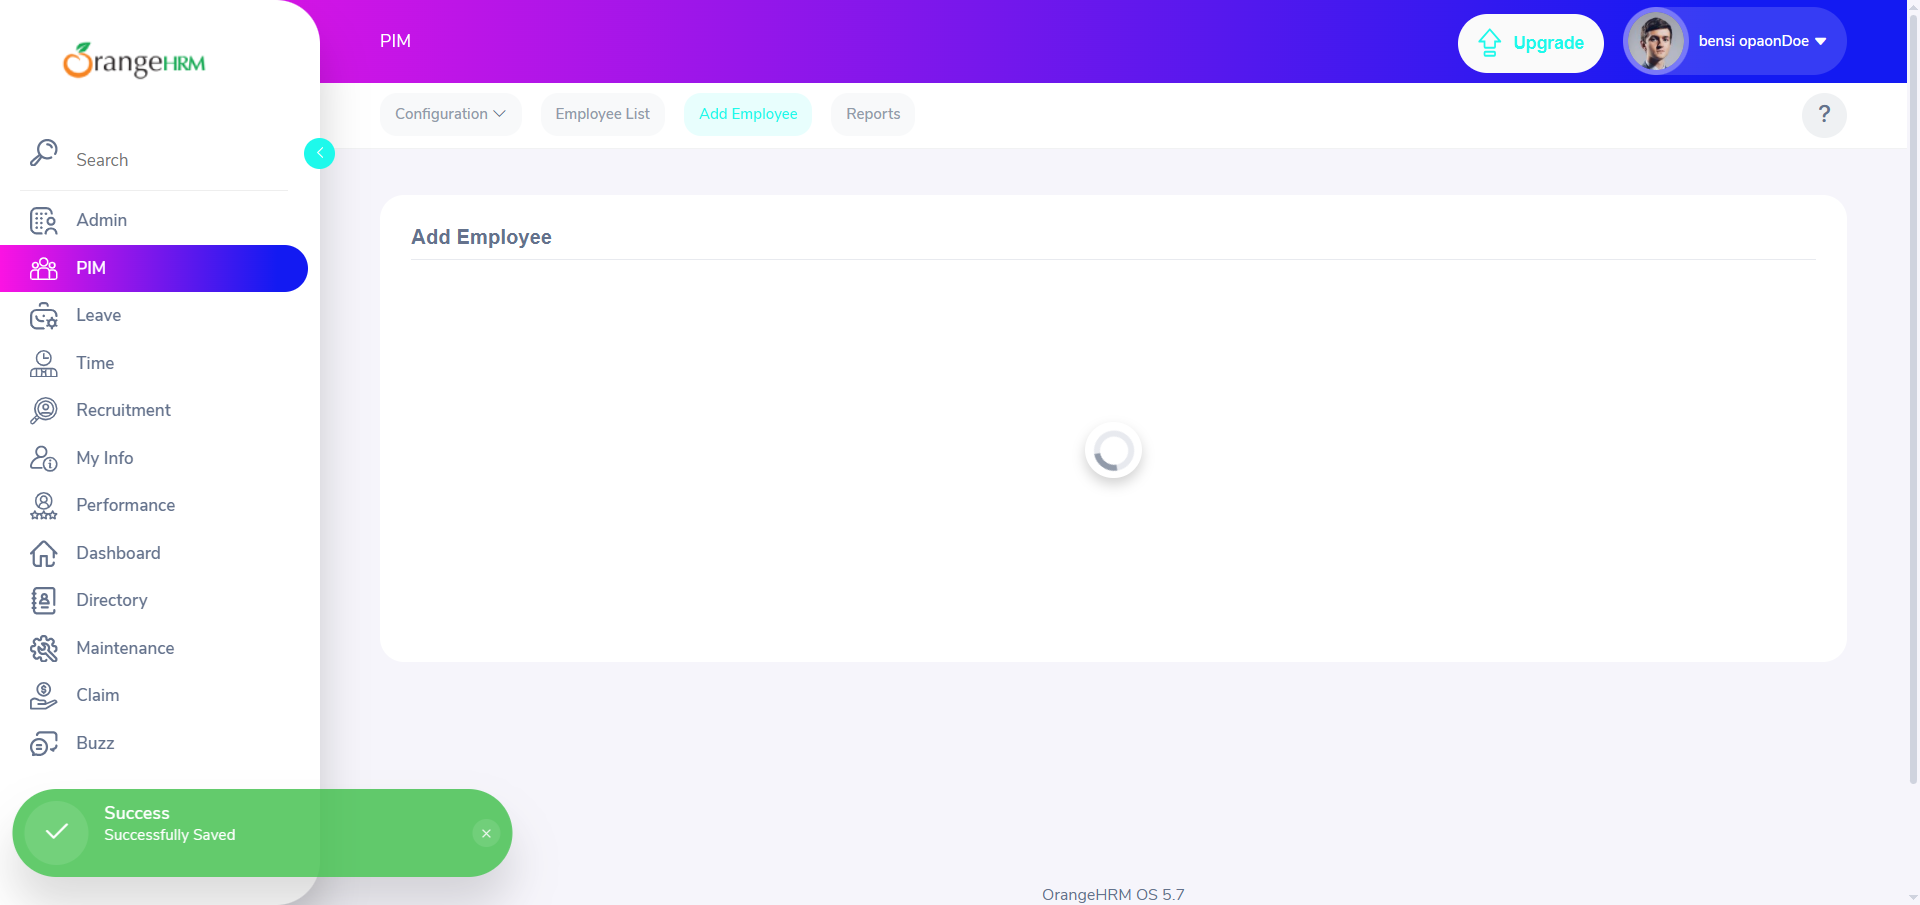 OrangeHRM
PIM
Upgrade
bensi opaonDoe
Configuration
Employee List
Add Employee
Reports
?
Search
Admin
PIM
Leave
Time
Recruitment
My Info
Performance
Dashboard
Directory
Maintenance
Claim
Buzz
Add Employee
Success
Successfully Saved
OrangeHRM OS 5.7